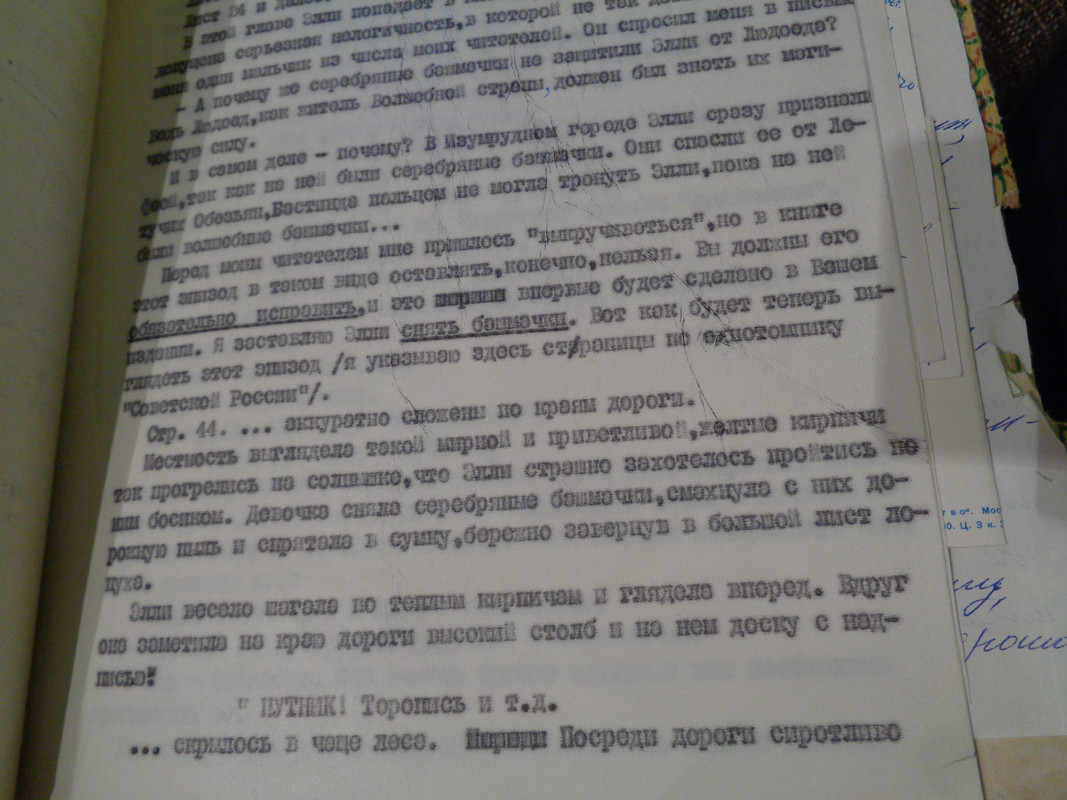 Лист 24 и далее
В этой главе Элли попадает в
допущена серьезная нелогичность, в которой не так
меня один мальчик из числа моих читателей. Он спросил меня в письме
- А почему же серебряные башмачки не защитили Элли от Людоеда?
Ведь Людоед,как житель Волшебной страны,должен был знать их маги-
ческую силу.
И в самом деле - почему? В Изумрудном городе Элли сразу признали
феей,так как на ней были серебряные башмачки. Они спасли ее от Ле-
тучих Обезьян,Бастинда пальцем не могла тронуть Элли,пока на ней
были волшебные башмачки...
Перед моим читателем мне пришлось "выкручиваться",но в книге
этот эпизод в таком виде оставлять,конечно,нельзя. Вы должны его
обязательно исправить,и это впервые будет сделано в Вашем
издании. Я заставляю Элли снять башмачки. Вот как будет теперь вы-
глядеть этот эпизод /я указываю здесь страницы по однотомнику
"Советской России"/.
Стр. 44. ... аккуратно сложены по краям дороги.
Местность выглядела такой мирной и приветливой,желтые кирпичи
так прогрелись на солнышке,что Элли страшно захотелось пройтись по
ним босиком. Девочка сняла серебряные башмачки,смахнула с них до-
рожную пыль и спрятала в сумку,бережно завернув в большой лист ло-
пуха.
Элли весело шагала по теплым кирпичам и глядела вперед. Вдруг
она заметила на краю дороги высокий столб и на нем доску с над-
писью:
" ПУТНИК! Торопись и т.д.
... скрылось в чаще леса. Посреди дороги сиротливо
тво". Мос
0. Ц. 3 к.